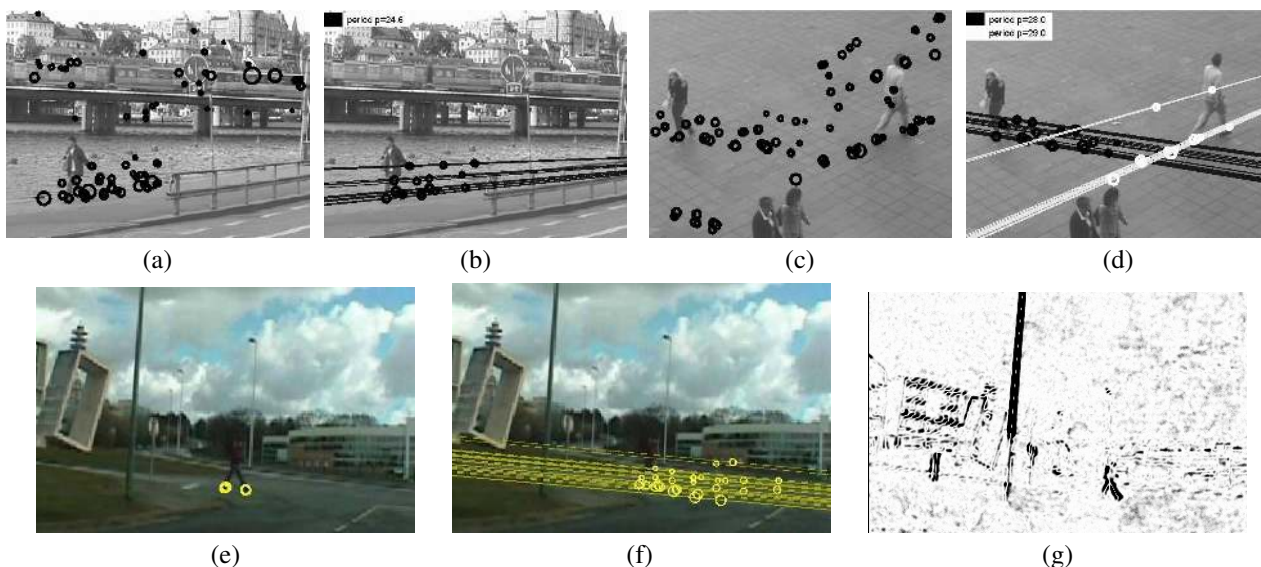 period p=24.6
period p=28.0
period p=29.0
(a)
(b)
(c)
(d)
(e)
(f)
(g)